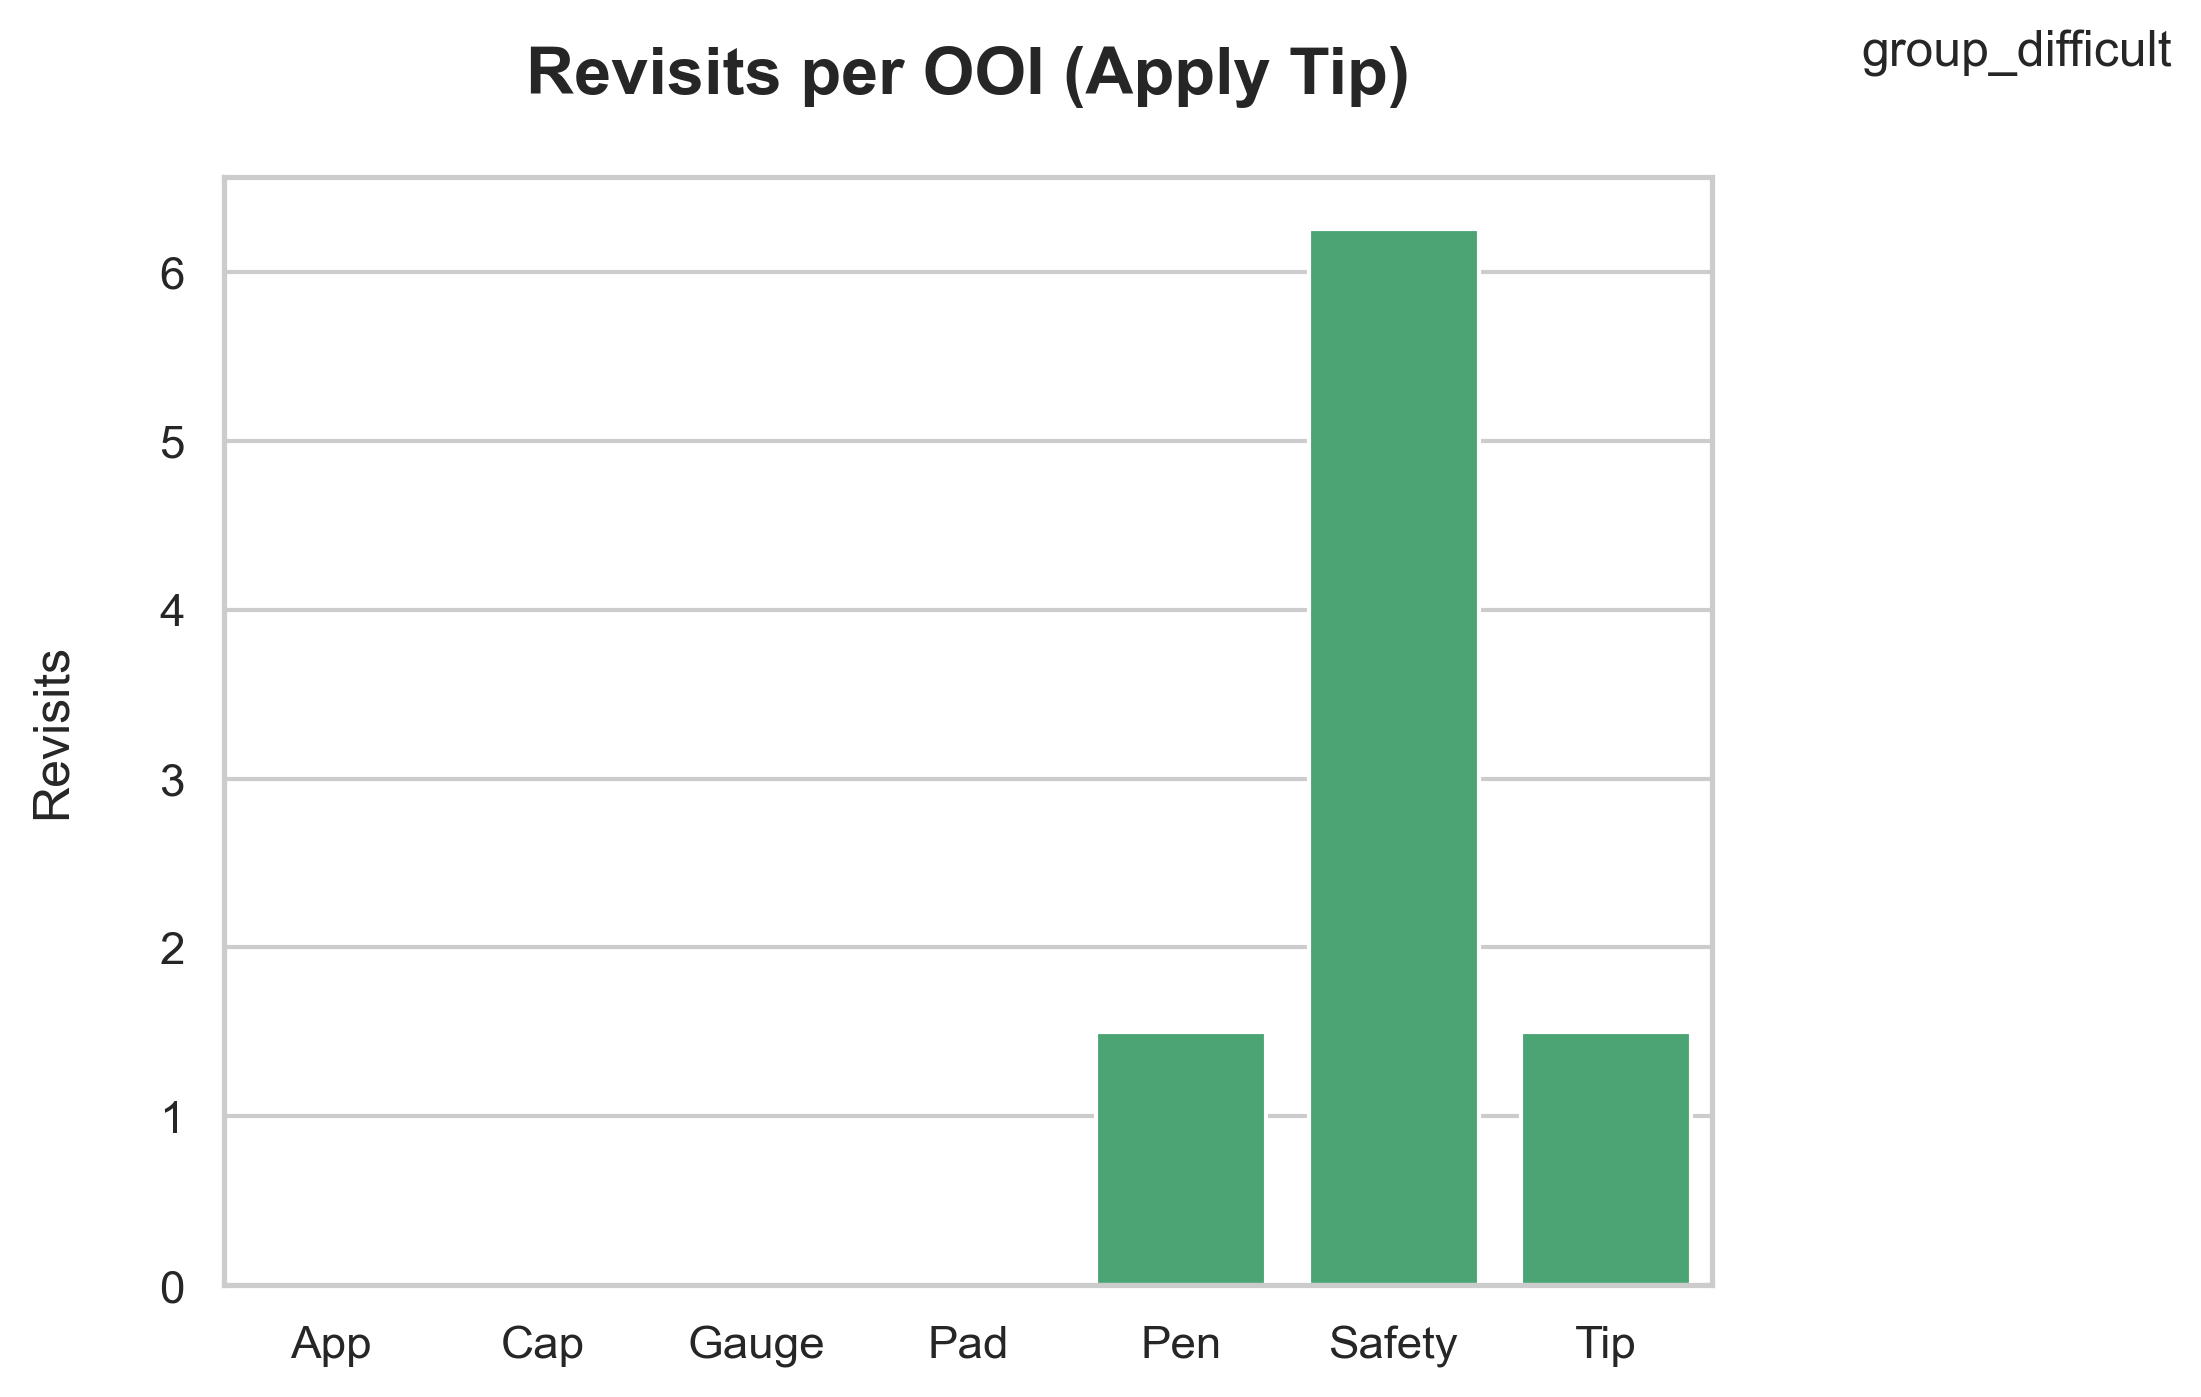 Revisits per OOI (Apply Tip)
group_difficult
Revisits
6
5
4
3
2
1
0
App
Cap
Gauge
Pad
Pen
Safety
Tip